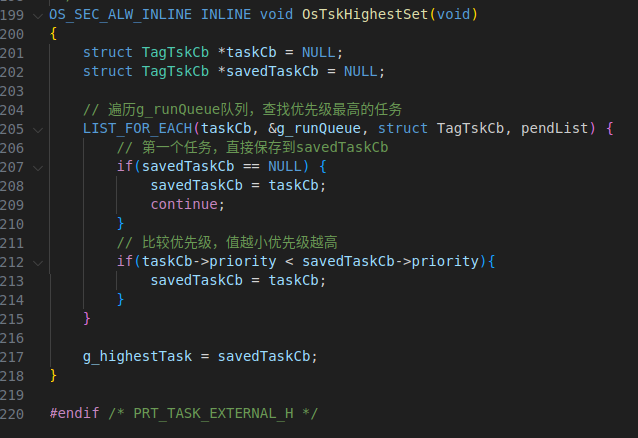 199 OS_SEC_ALW_INLINE INLINE void OsTskHighestSet(void)
200 {
201     struct TagTskCb *taskCb = NULL;
202     struct TagTskCb *savedTaskCb = NULL;
203
204     // 遍历g_runQueue队列，查找优先级最高的任务
205     LIST_FOR_EACH(taskCb, &g_runQueue, struct TagTskCb, pendList) {
206         // 第一个任务，直接保存到savedTaskCb
207         if(savedTaskCb == NULL) {
208             savedTaskCb = taskCb;
209             continue;
210         }
211         // 比较优先级，值越小优先级越高
212         if(taskCb->priority < savedTaskCb->priority){
213             savedTaskCb = taskCb;
214         }
215     }
216
217     g_highestTask = savedTaskCb;
218 }
219
220 #endif /* PRT_TASK_EXTERNAL_H */